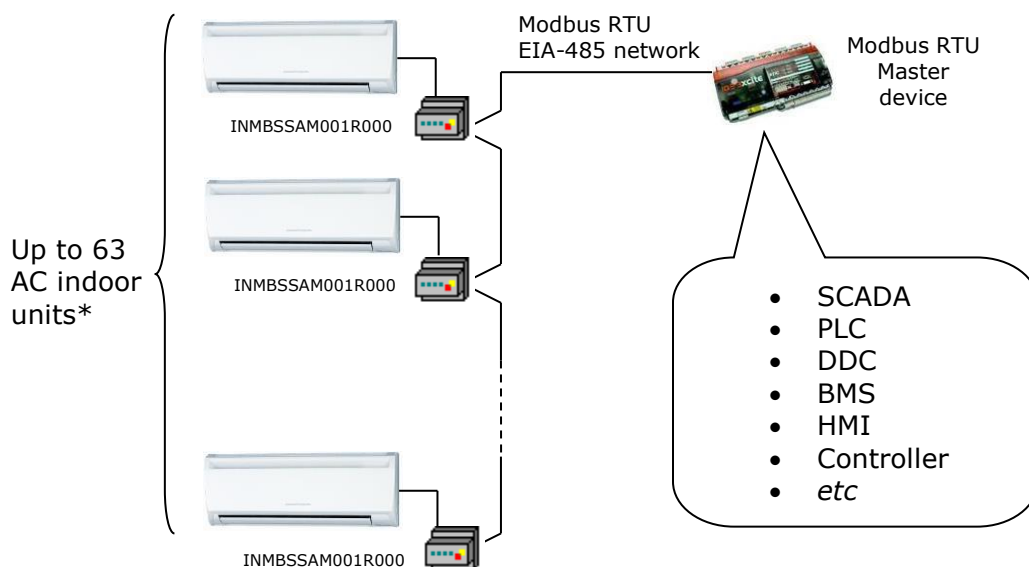 Modbus RTU
EIA-485 network
Modbus RTU
Master
device
INMBSSAM001R000
INMBSSAM001R000
Up to 63
AC indoor
units*
• SCADA
• PLC
• DDC
• BMS
• HMI
• Controller
• etc
INMBSSAM001R000